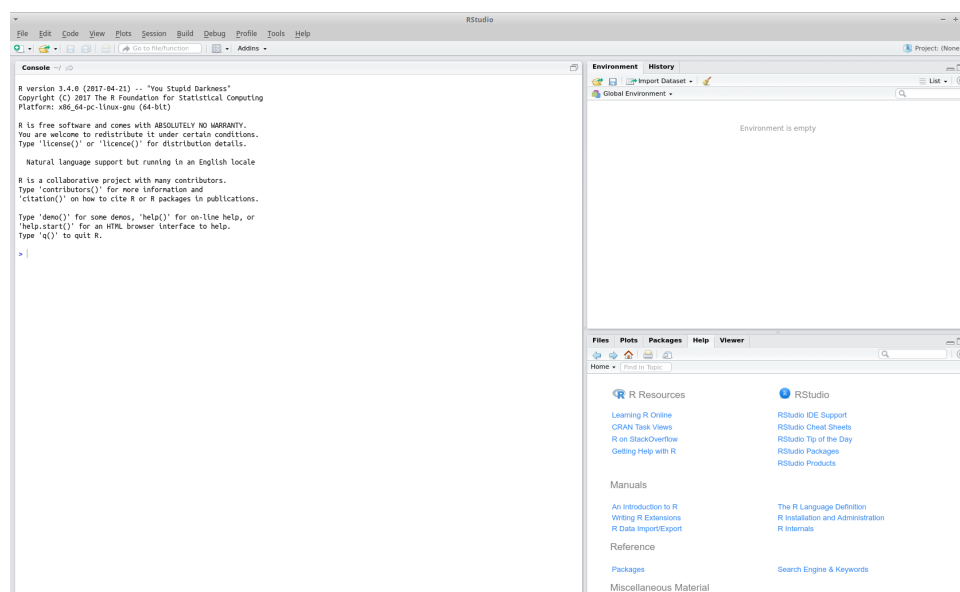 RStudio
File Edit Code View Plots Session Build Debug Profile Tools Help
Go to file/function Addins Project: (None
Console ~/
R version 3.4.0 (2017-04-21) -- "You Stupid Darkness"
Copyright (C) 2017 The R Foundation for Statistical Computing
Platform: x86_64-pc-linux-gnu (64-bit)
R is free software and comes with ABSOLUTELY NO WARRANTY.
You are welcome to redistribute it under certain conditions.
Type 'license()' or 'licence()' for distribution details.
Natural language support but running in an English locale
R is a collaborative project with many contributors.
Type 'contributors()' for more information and
'citation()' on how to cite R or R packages in publications.
Type 'demo()' for some demos, 'help()' for on-line help, or
'help.start()' for an HTML browser interface to help.
Type 'q()' to quit R.
>
Environment History
Import Dataset List
Global Environment
Environment is empty
Files Plots Packages Help Viewer
Home Find in Topic
R Resources
Learning R Online
CRAN Task Views
R on StackOverflow
Getting Help with R
RStudio
RStudio IDE Support
RStudio Cheat Sheets
RStudio Tip of the Day
RStudio Packages
RStudio Products
Manuals
An Introduction to R
Writing R Extensions
R Data Import/Export
The R Language Definition
R Installation and Administration
R Internals
Reference
Packages
Search Engine & Keywords
Miscellaneous Material